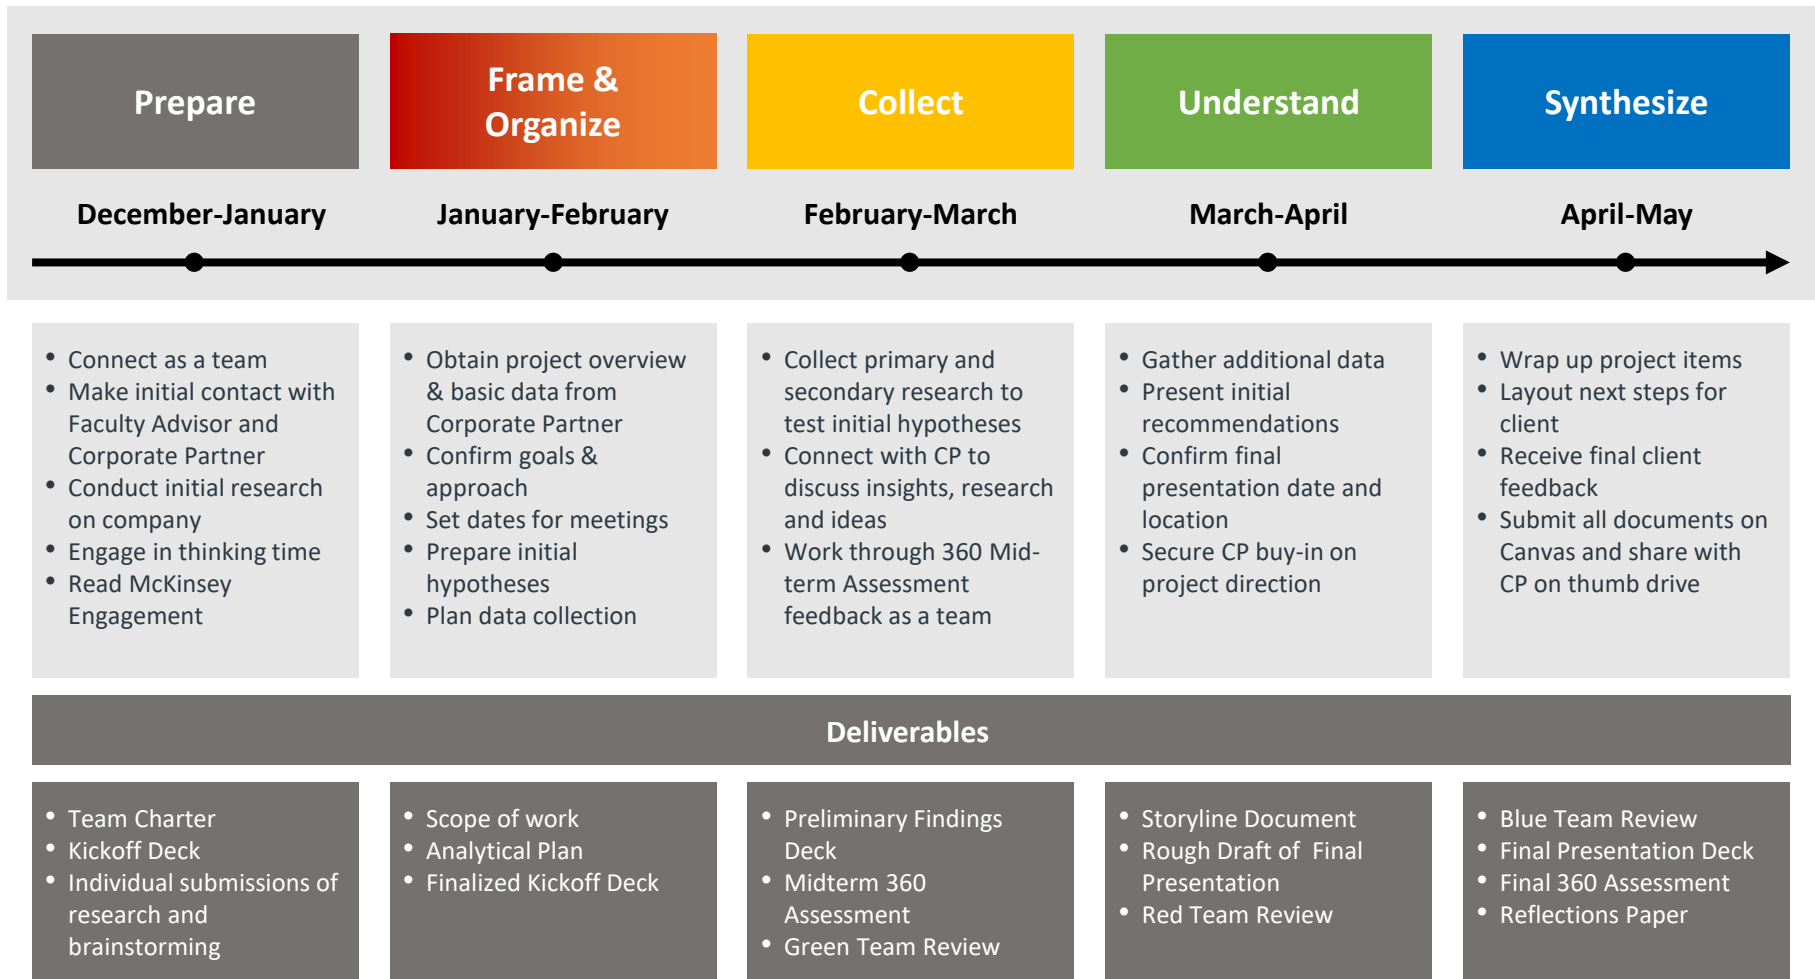 Prepare
Frame &
Organize
Collect
Understand
Synthesize
December-January
January-February
February-March
March-April
April-May
• Connect as a team
• Make initial contact with
Faculty Advisor and
Corporate Partner
• Conduct initial research
on company
• Engage in thinking time
• Read McKinsey
Engagement
• Obtain project overview
& basic data from
Corporate Partner
• Confirm goals &
approach
• Set dates for meetings
• Prepare initial
hypotheses
• Plan data collection
• Collect primary and
secondary research to
test initial hypotheses
• Connect with CP to
discuss insights, research
and ideas
• Work through 360 Mid-
term Assessment
feedback as a team
• Gather additional data
• Present initial
recommendations
• Confirm final
presentation date and
location
• Secure CP buy-in on
project direction
• Wrap up project items
• Layout next steps for
client
• Receive final client
feedback
• Submit all documents on
Canvas and share with
CP on thumb drive
Deliverables
• Team Charter
• Kickoff Deck
• Individual submissions of
research and
brainstorming
• Scope of work
• Analytical Plan
• Finalized Kickoff Deck
• Preliminary Findings
Deck
• Midterm 360
Assessment
• Green Team Review
• Storyline Document
• Rough Draft of  Final
Presentation
• Red Team Review
• Blue Team Review
• Final Presentation Deck
• Final 360 Assessment
• Reflections Paper